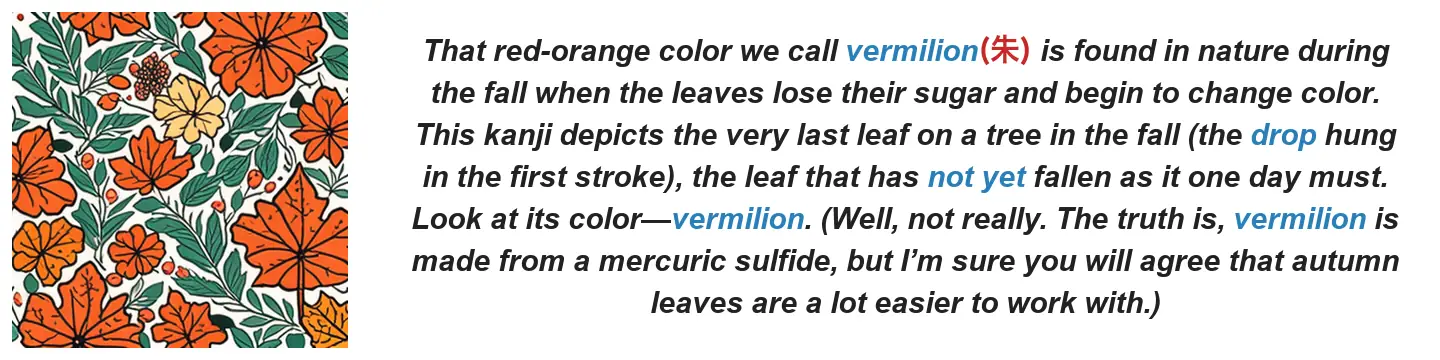 That red-orange color we call vermilion(朱) is found in nature during
the fall when the leaves lose their sugar and begin to change color.
This kanji depicts the very last leaf on a tree in the fall (the drop hung
in the first stroke), the leaf that has not yet fallen as it one day must.
Look at its color—vermilion. (Well, not really. The truth is, vermilion is
made from a mercuric sulfide, but I’m sure you will agree that autumn
leaves are a lot easier to work with.)